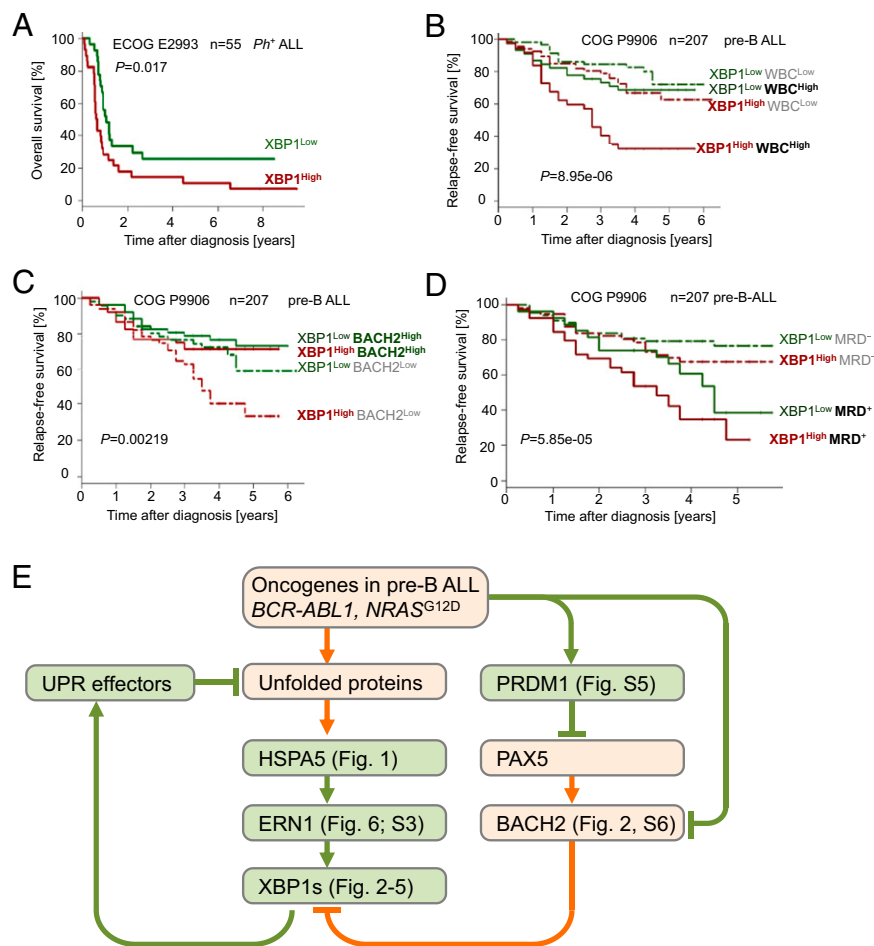 A
ECOG E2993 n=55 Ph+ ALL
P=0.017
Overall survival [%]
100
80
60
40
20
0
XBP1Low
XBP1High
0 2 4 6 8
Time after diagnosis [years]
B
COG P9906 n=207 pre-B ALL
Relapse-free survival [%]
100
80
60
40
20
0
XBP1Low WBCLow
XBP1Low WBCHigh
XBP1High WBCLow
XBP1High WBCHigh
P=8.95e-06
0 1 2 3 4 5 6
Time after diagnosis [years]
C
COG P9906 n=207 pre-B ALL
Relapse-free survival [%]
100
80
60
40
20
0
XBP1Low BACH2High
XBP1High BACH2High
XBP1Low BACH2Low
XBP1High BACH2Low
P=0.00219
0 1 2 3 4 5 6
Time after diagnosis [years]
D
COG P9906 n=207 pre-B-ALL
Relapse-free survival [%]
100
80
60
40
20
0
XBP1Low MRD-
XBP1High MRD-
XBP1Low MRD+
XBP1High MRD+
P=5.85e-05
0 1 2 3 4 5
Time after diagnosis [years]
E
Oncogenes in pre-B ALL
BCR-ABL1, NRASG12D
UPR effectors
Unfolded proteins
PRDM1 (Fig. S5)
HSPA5 (Fig. 1)
PAX5
ERN1 (Fig. 6; S3)
BACH2 (Fig. 2, S6)
XBP1s (Fig. 2-5)